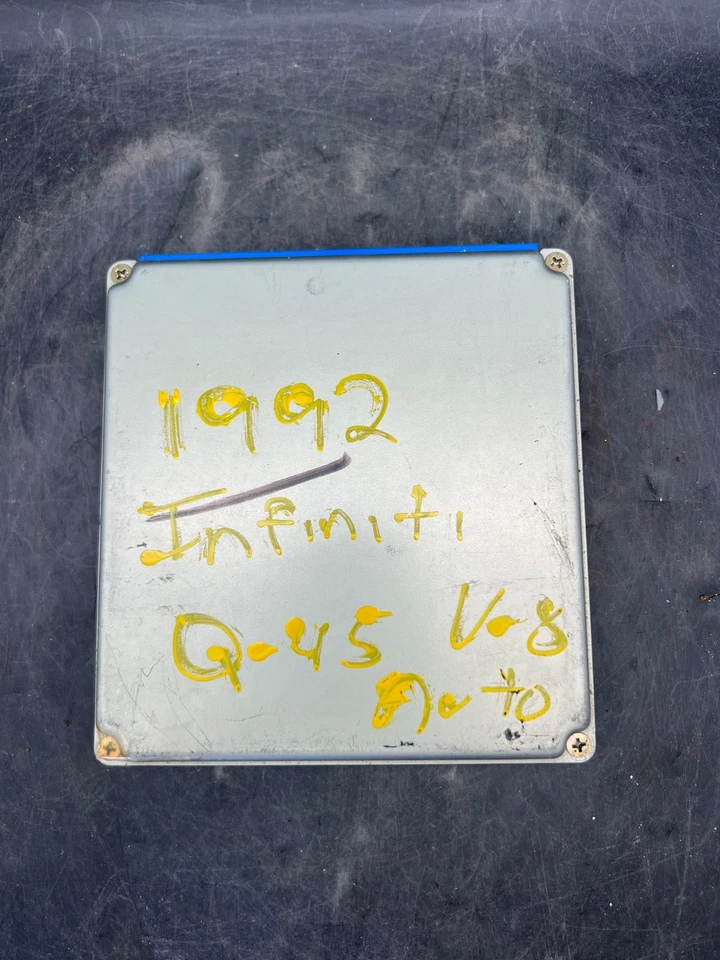 1992
Infiniti
Q-45 V-8
Auto